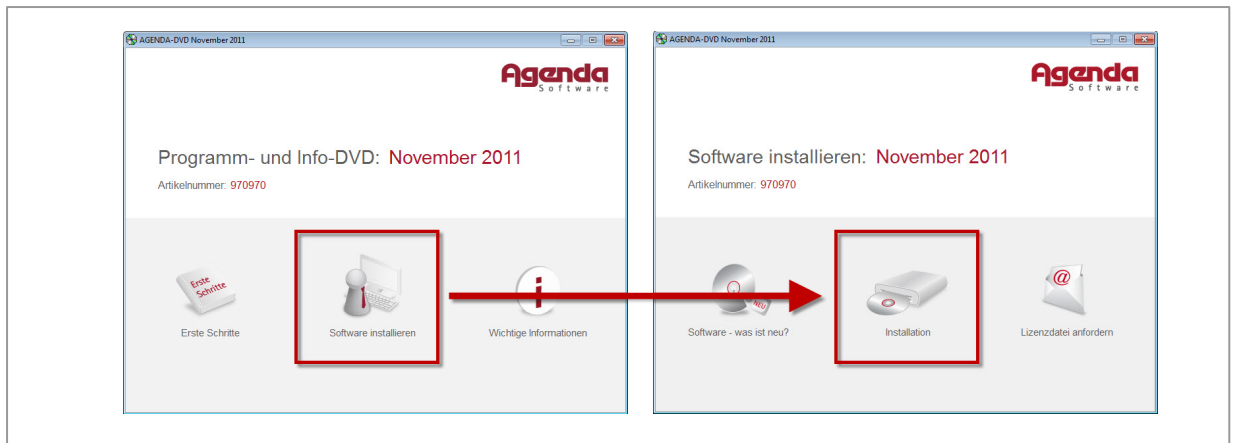 AGENDA-DVD November 2011
Agenda
Software
Programm- und Info-DVD: November 2011
Artikelnummer: 970970
Erste
Schritte
Erste Schritte
Software installieren
i
Wichtige Informationen
AGENDA-DVD November 2011
Agenda
Software
Software installieren: November 2011
Artikelnummer: 970970
NEU
Software - was ist neu?
Installation
@
Lizenzdatei anfordern